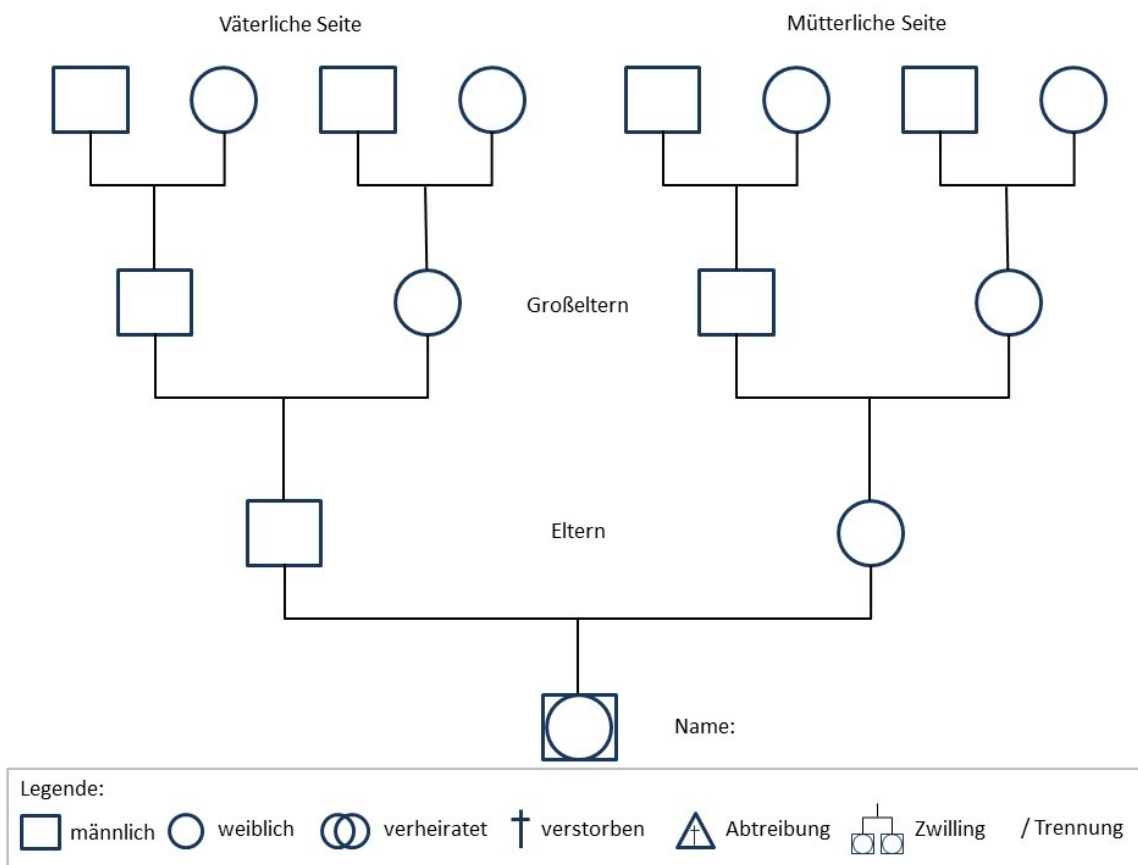 Väterliche Seite
Mütterliche Seite
Großeltern
Eltern
Name:
Legende:
männlich weiblich verheiratet verstorben Abtreibung Zwilling / Trennung